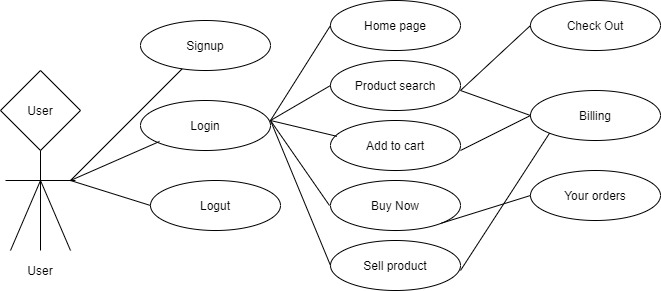 Home page
Check Out
Signup
Product search
User
Login
Add to cart
Billing
Logut
Buy Now
Your orders
Sell product
User